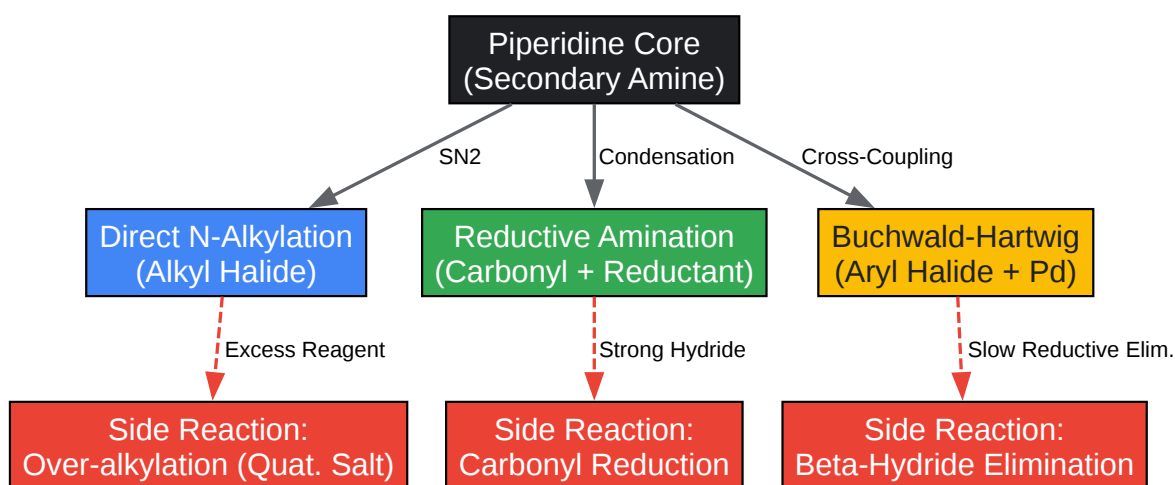 Piperidine Core
(Secondary Amine)
SN2
Condensation
Cross-Coupling
Direct N-Alkylation
(Alkyl Halide)
Reductive Amination
(Carbonyl + Reductant)
Buchwald-Hartwig
(Aryl Halide + Pd)
Excess Reagent
Strong Hydride
Slow Reductive Elim.
Side Reaction:
Over-alkylation (Quat. Salt)
Side Reaction:
Carbonyl Reduction
Side Reaction:
Beta-Hydride Elimination